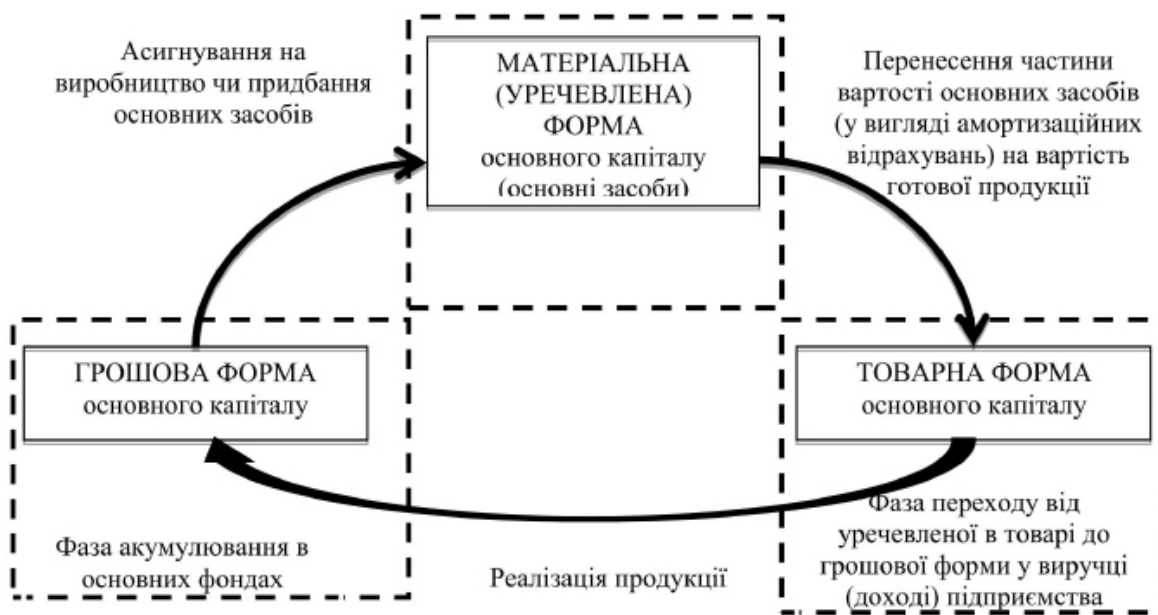 Асигнування на
виробництво чи придбання
основних засобів
МАТЕРІАЛЬНА
(УРЕЧЕВЛЕНА)
ФОРМА
основного капіталу
(основні засоби)
Перенесення частини
вартості основних засобів
(у вигляді амортизаційних
відрахувань) на вартість
готової продукції
ГРОШОВА ФОРМА
основного капіталу
ТОВАРНА ФОРМА
основного капіталу
Фаза акумулювання в
основних фондах
Реалізація продукції
Фаза переходу від
уречевленої в товарі до
грошової форми у виручці
(доході) підприємства